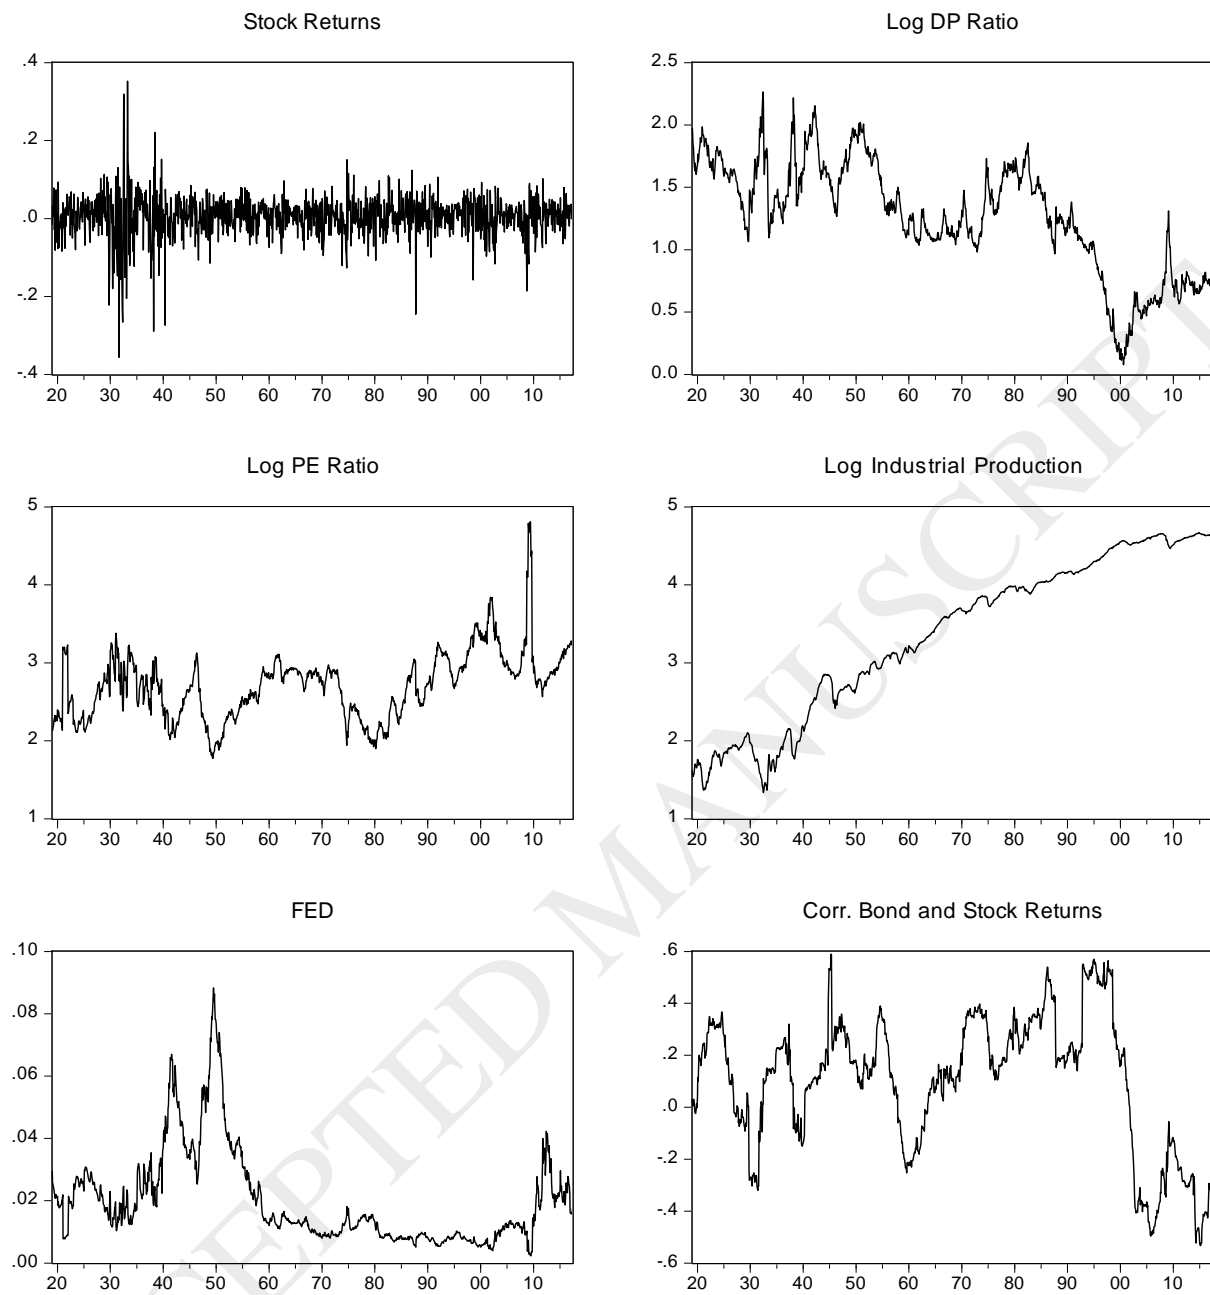 Stock Returns
Log DP Ratio
.4
.2
.0
-.2
-.4
20 30 40 50 60 70 80 90 00 10
2.5
2.0
1.5
1.0
0.5
0.0
20 30 40 50 60 70 80 90 00 10
Log PE Ratio
Log Industrial Production
5
4
3
2
1
20 30 40 50 60 70 80 90 00 10
5
4
3
2
1
20 30 40 50 60 70 80 90 00 10
FED
Corr. Bond and Stock Returns
.10
.08
.06
.04
.02
.00
20 30 40 50 60 70 80 90 00 10
.6
.4
.2
.0
-.2
-.4
-.6
20 30 40 50 60 70 80 90 00 10
CEPTED MANUSCRIPT